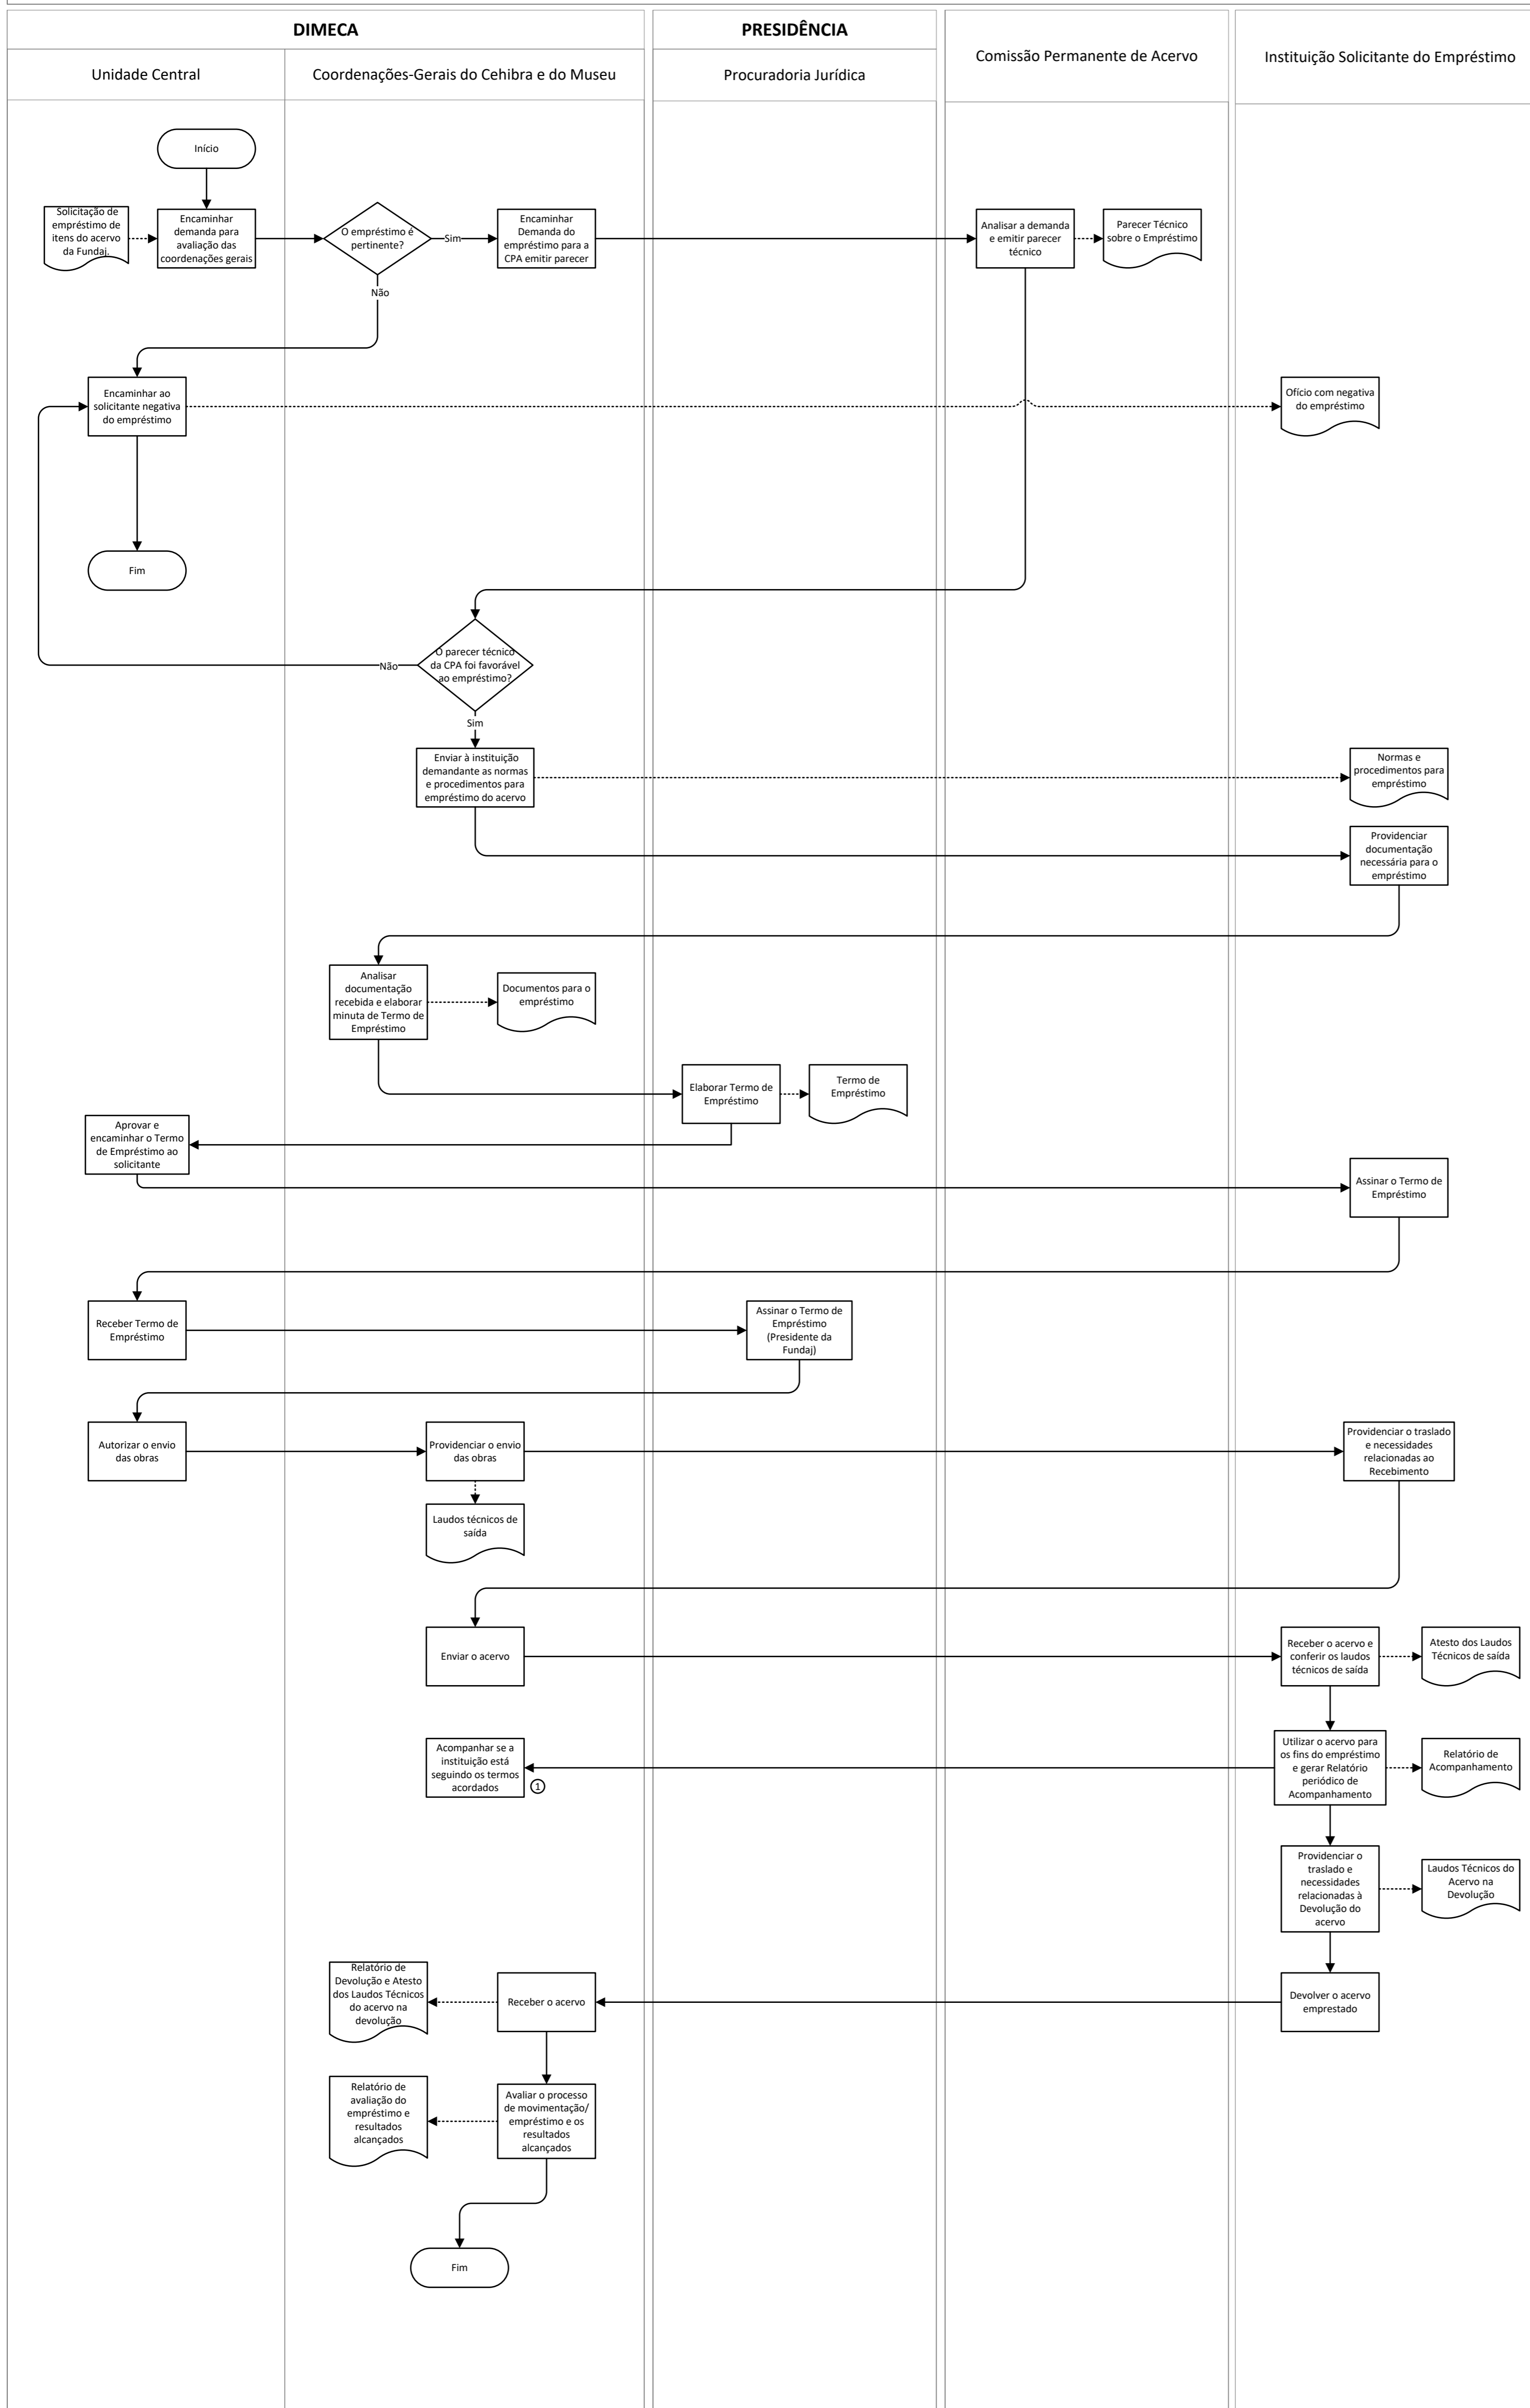 DIMECA
PRESIDÊNCIA
Comissão Permanente de Acervo
Instituição Solicitante do Empréstimo
Unidade Central
Coordenações-Gerais do Cehibra e do Museu
Procuradoria Jurídica
Início
Solicitação de
empréstimo de
itens do acervo
da Fundaj.
Encaminhar
demanda para
avaliação das
coordenações gerais
O empréstimo é
pertinente?
Sim
Não
Encaminhar
Demanda do
empréstimo para a
CPA emitir parecer
Analisar a demanda
e emitir parecer
técnico
Parecer Técnico
sobre o Empréstimo
Encaminhar ao
solicitante negativa
do empréstimo
Ofício com negativa
do empréstimo
Fim
O parecer técnico
da CPA foi favorável
ao empréstimo?
Não
Sim
Enviar à instituição
demandante as normas
e procedimentos para
empréstimo do acervo
Normas e
procedimentos para
empréstimo
Providenciar
documentação
necessária para o
empréstimo
Analisar
documentação
recebida e elaborar
minuta de Termo de
Empréstimo
Documentos para o
empréstimo
Elaborar Termo de
Empréstimo
Termo de
Empréstimo
Aprovar e
encaminhar o Termo
de Empréstimo ao
solicitante
Assinar o Termo de
Empréstimo
Receber Termo de
Empréstimo
Assinar o Termo de
Empréstimo
(Presidente da
Fundaj)
Autorizar o envio
das obras
Providenciar o envio
das obras
Providenciar o traslado
e necessidades
relacionadas ao
Recebimento
Laudos técnicos de
saída
Enviar o acervo
Receber o acervo e
conferir os laudos
técnicos de saída
Atesto dos Laudos
Técnicos de saída
Acompanhar se a
instituição está
seguindo os termos
acordados
1
Utilizar o acervo para
os fins do empréstimo
e gerar Relatório
periódico de
Acompanhamento
Relatório de
Acompanhamento
Providenciar o
traslado e
necessidades
relacionadas à
Devolução do
acervo
Laudos Técnicos do
Acervo na
Devolução
Relatório de
Devolução e Atesto
dos Laudos Técnicos
do acervo na
devolução
Receber o acervo
Devolver o acervo
emprestado
Relatório de
avaliação do
empréstimo e
resultados
alcançados
Avaliar o processo
de movimentação/
empréstimo e os
resultados
alcançados
Fim